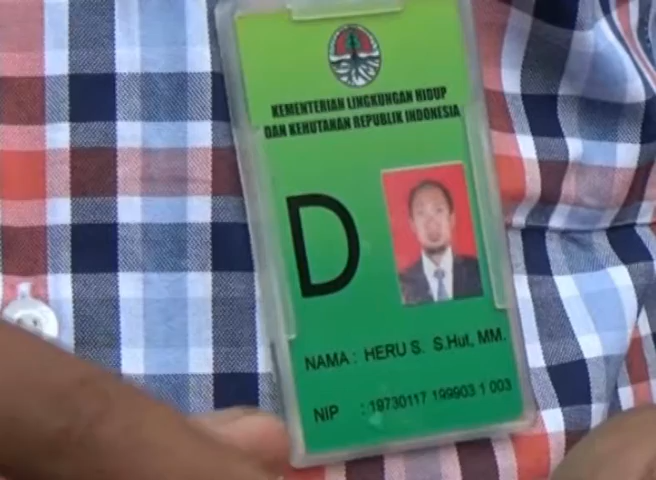 KEMENTERIAN LINGKUNGAN HIDUP
DAN KEHUTANAN REPUBLIK INDONESIA
D
NAMA : HERU S. S.Hut, MM.
NIP : 19730117 199903 1 003